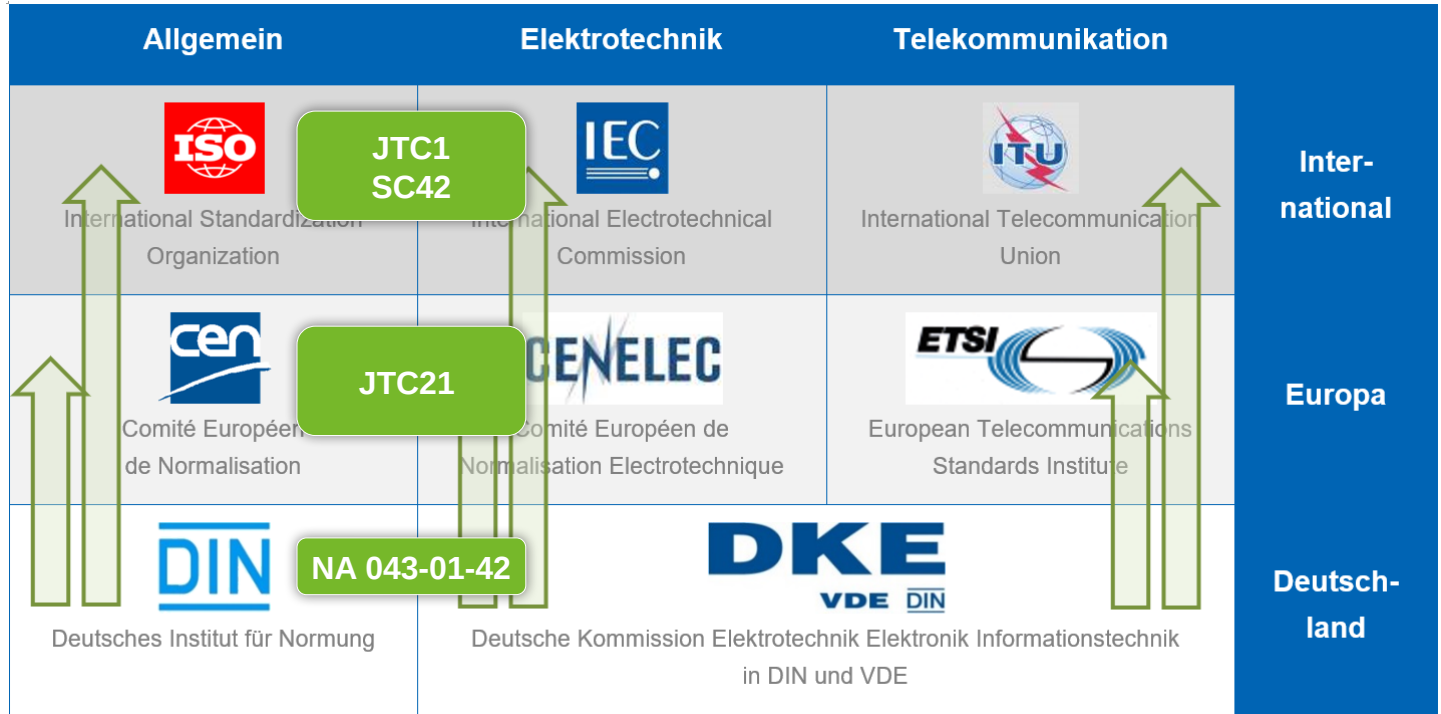 Allgemein
Elektrotechnik
Telekommunikation
ISO
JTC1
SC42
IEC
ITU
Inter-
national
International Standardization
Organization
International Electrotechnical
Commission
International Telecommunication
Union
cen
JTC21
CENELEC
ETSI
Europa
Comité Européen
de Normalisation
Comité Européen de
Normalisation Electrotechnique
European Telecommunications
Standards Institute
DIN
NA 043-01-42
DKE
VDE DIN
Deutsch-
land
Deutsches Institut für Normung
Deutsche Kommission Elektrotechnik Elektronik Informationstechnik
in DIN und VDE